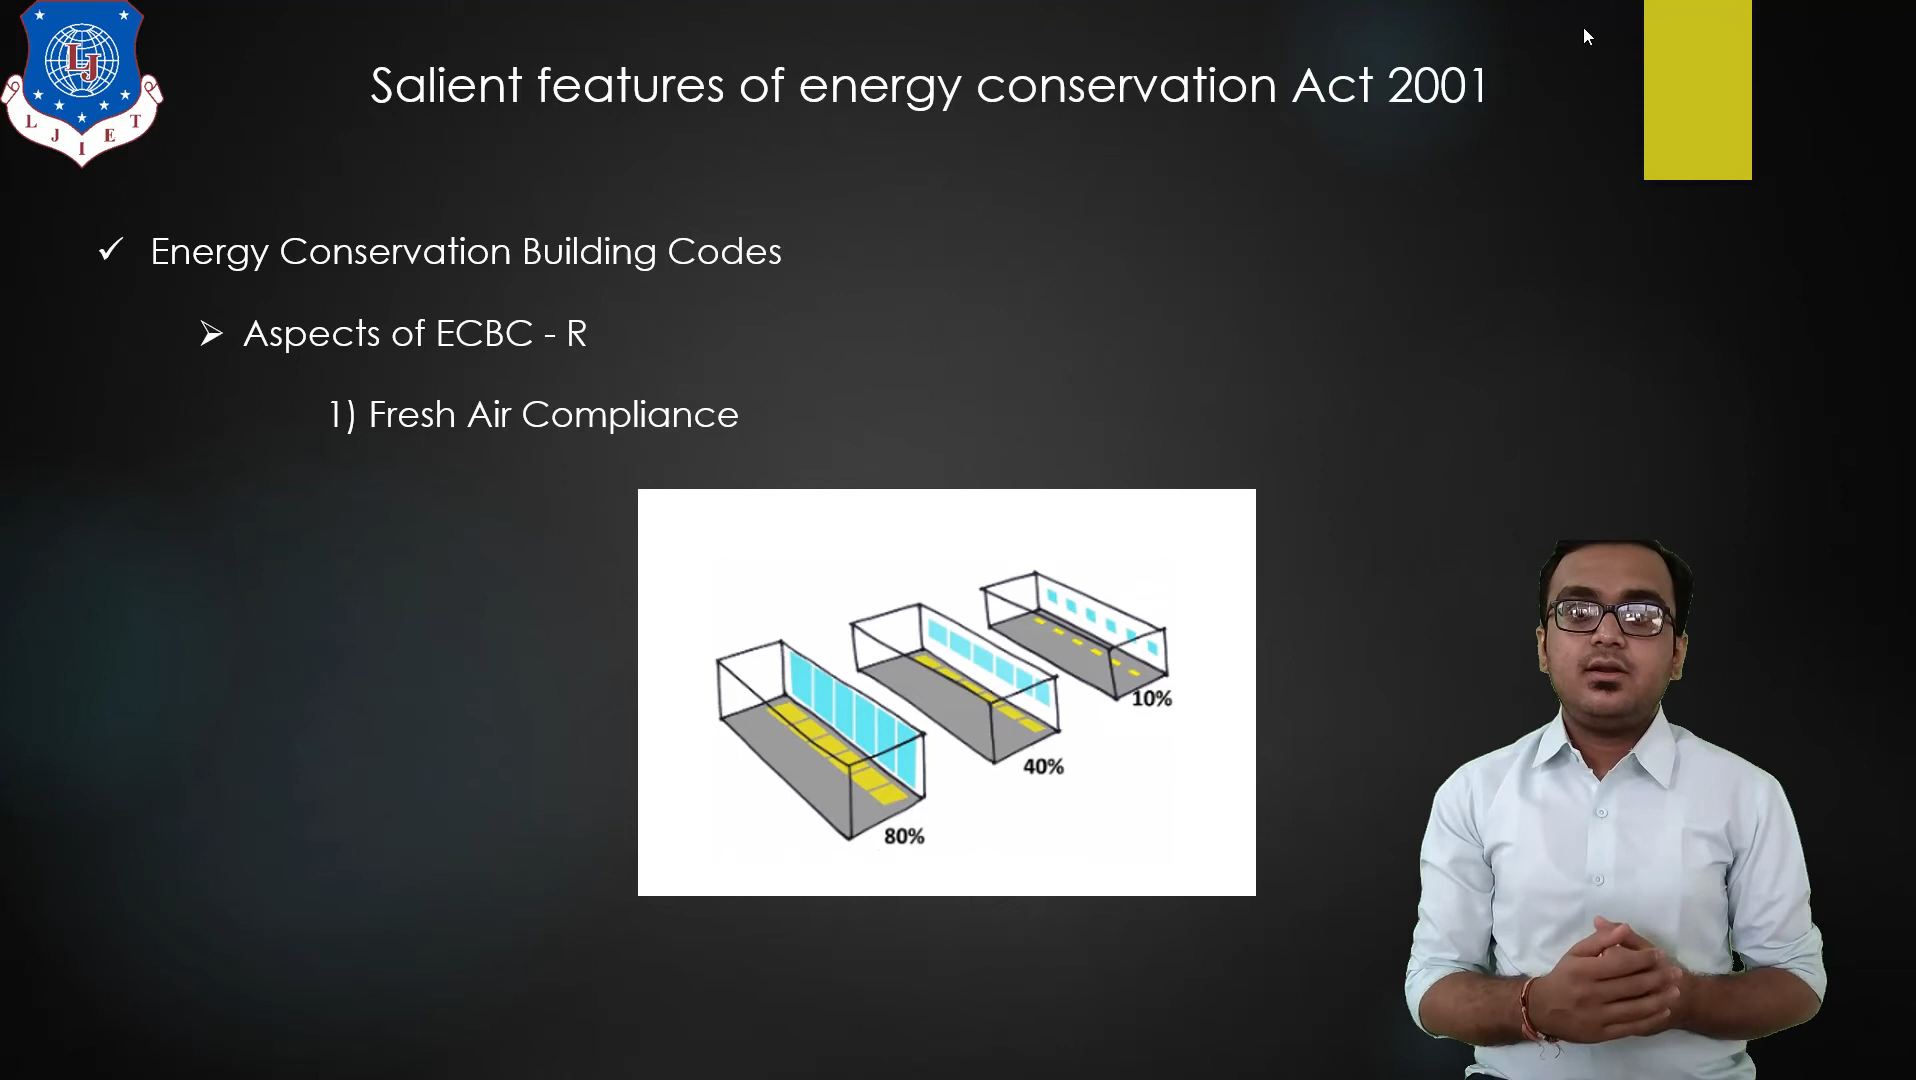 LJ
L J I E T
Salient features of energy conservation Act 2001
✓ Energy Conservation Building Codes
➢ Aspects of ECBC - R
1) Fresh Air Compliance
10%
40%
80%